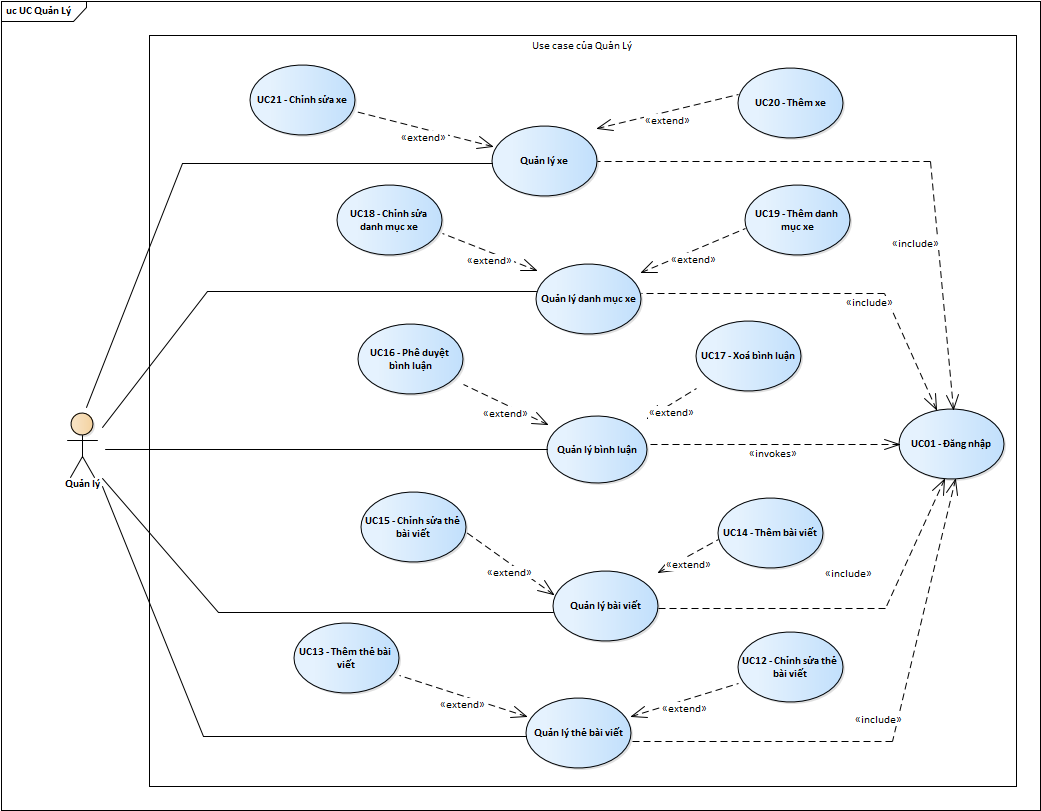 uc UC Quản Lý
Use case của Quản Lý
UC21 - Chỉnh sửa xe
UC20 - Thêm xe
«extend»
«extend»
Quản lý xe
UC18 - Chỉnh sửa
danh mục xe
UC19 - Thêm danh
mục xe
«include»
«extend»
«extend»
Quản lý danh mục xe
«include»
UC16 - Phê duyệt
bình luận
UC17 - Xoá bình luận
«extend»
«extend»
Quản lý bình luận
«invokes»
UC01 - Đăng nhập
Quản lý
UC15 - Chỉnh sửa thẻ
bài viết
UC14 - Thêm bài viết
«extend»
«extend»
«include»
Quản lý bài viết
UC13 - Thêm thẻ bài
viết
UC12 - Chỉnh sửa thẻ
bài viết
«extend»
«extend»
«include»
Quản lý thẻ bài viết